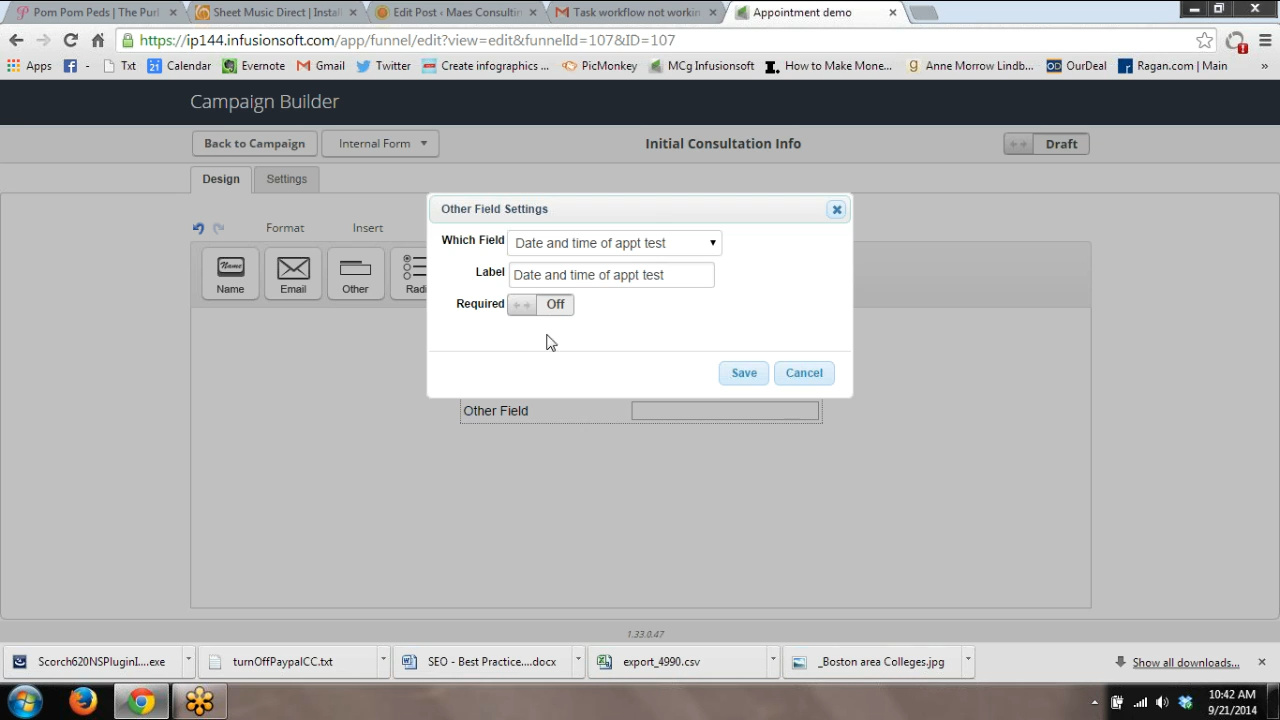 Pom Pom Peds | The Purl
Sheet Music Direct | Install
Edit Post ‹ Maes Consultin
Task workflow not workin
Appointment demo
https://ip144.infusionsoft.com/app/funnel/edit?view=edit&funnelId=107&ID=107
Apps
-
Txt
Calendar
Evernote
Gmail
Twitter
Create infographics ...
PicMonkey
MCg Infusionsoft
How to Make Mone...
Anne Morrow Lindb...
OurDeal
Ragan.com | Main
»
Campaign Builder
Back to Campaign
Internal Form
Initial Consultation Info
Draft
Design
Settings
Format
Insert
Name
Name
Email
Other
Radi
Other Field Settings
Which Field
Date and time of appt test
Label
Date and time of appt test
Required
Off
Save
Cancel
Other Field
1.33.0.47
Scorch620NSPluginI....exe
turnOffPaypalCC.txt
SEO - Best Practice....docx
export_4990.csv
_Boston area Colleges.jpg
Show all downloads...
10:42 AM
9/21/2014